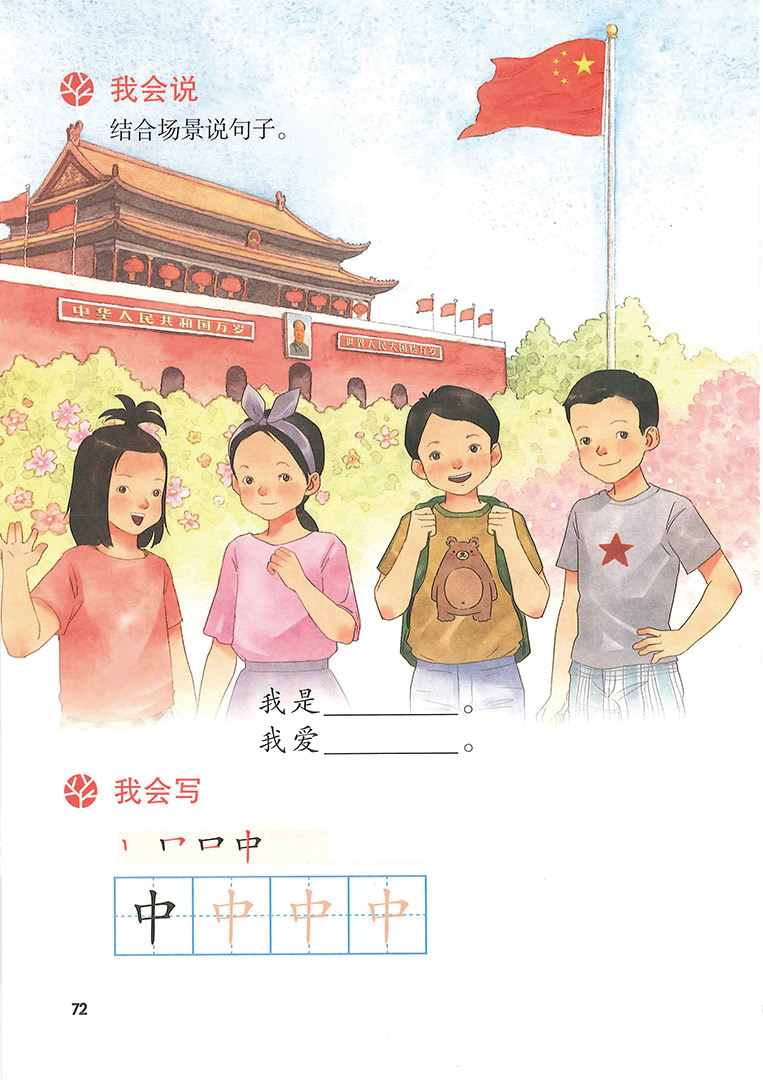 我会说
结合场景说句子。
中华人民共和国万岁
世界人民大团结万岁
我是__________。
我爱__________。
我会写
丨 𠃍 口 中
中 中 中 中
72